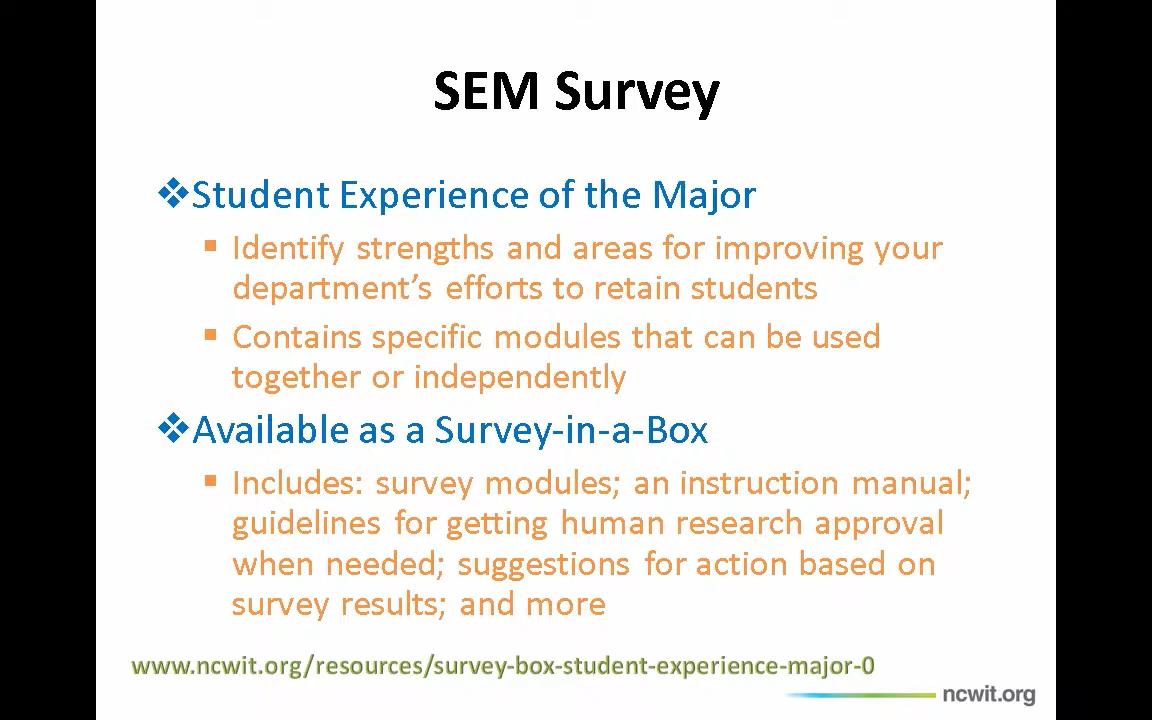 SEM Survey
❖Student Experience of the Major
▪ Identify strengths and areas for improving your
department’s efforts to retain students
▪ Contains specific modules that can be used
together or independently
❖Available as a Survey-in-a-Box
▪ Includes: survey modules; an instruction manual;
guidelines for getting human research approval
when needed; suggestions for action based on
survey results; and more
www.ncwit.org/resources/survey-box-student-experience-major-0
ncwit.org